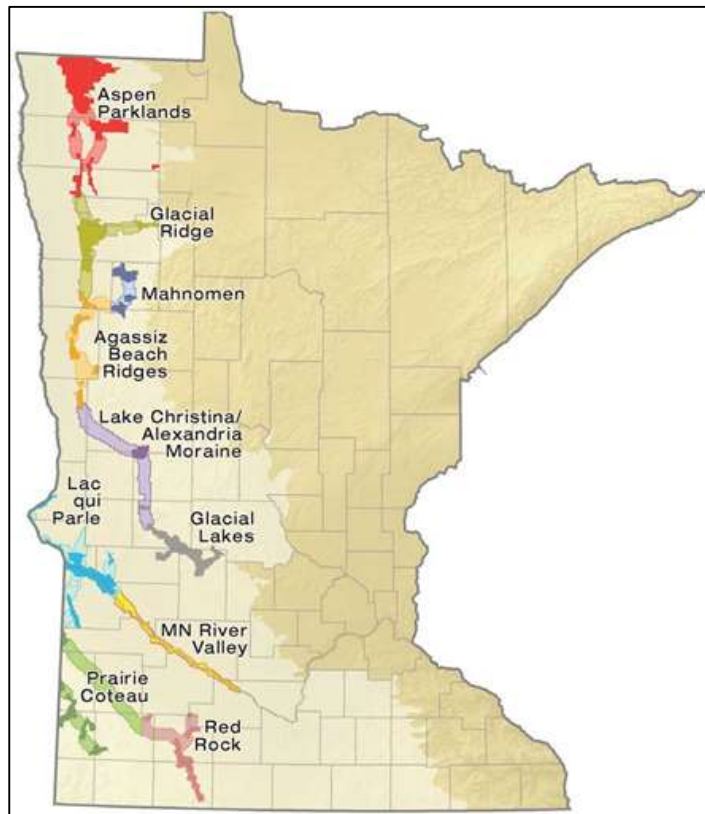 Aspen
Parklands
Glacial
Ridge
Mahnomen
Agassiz
Beach
Ridges
Lake Christina/
Alexandria
Moraine
Lac
qui
Parle
Glacial
Lakes
MN River
Valley
Prairie
Coteau
Red
Rock